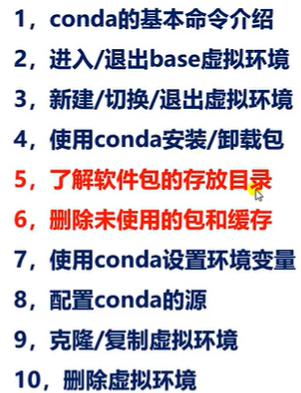 1，conda的基本命令介绍
2，进入/退出base虚拟环境
3，新建/切换/退出虚拟环境
4，使用conda安装/卸载包
5，了解软件包的存放目录
6，删除未使用的包和缓存
7，使用conda设置环境变量
8，配置conda的源
9，克隆/复制虚拟环境
10，删除虚拟环境